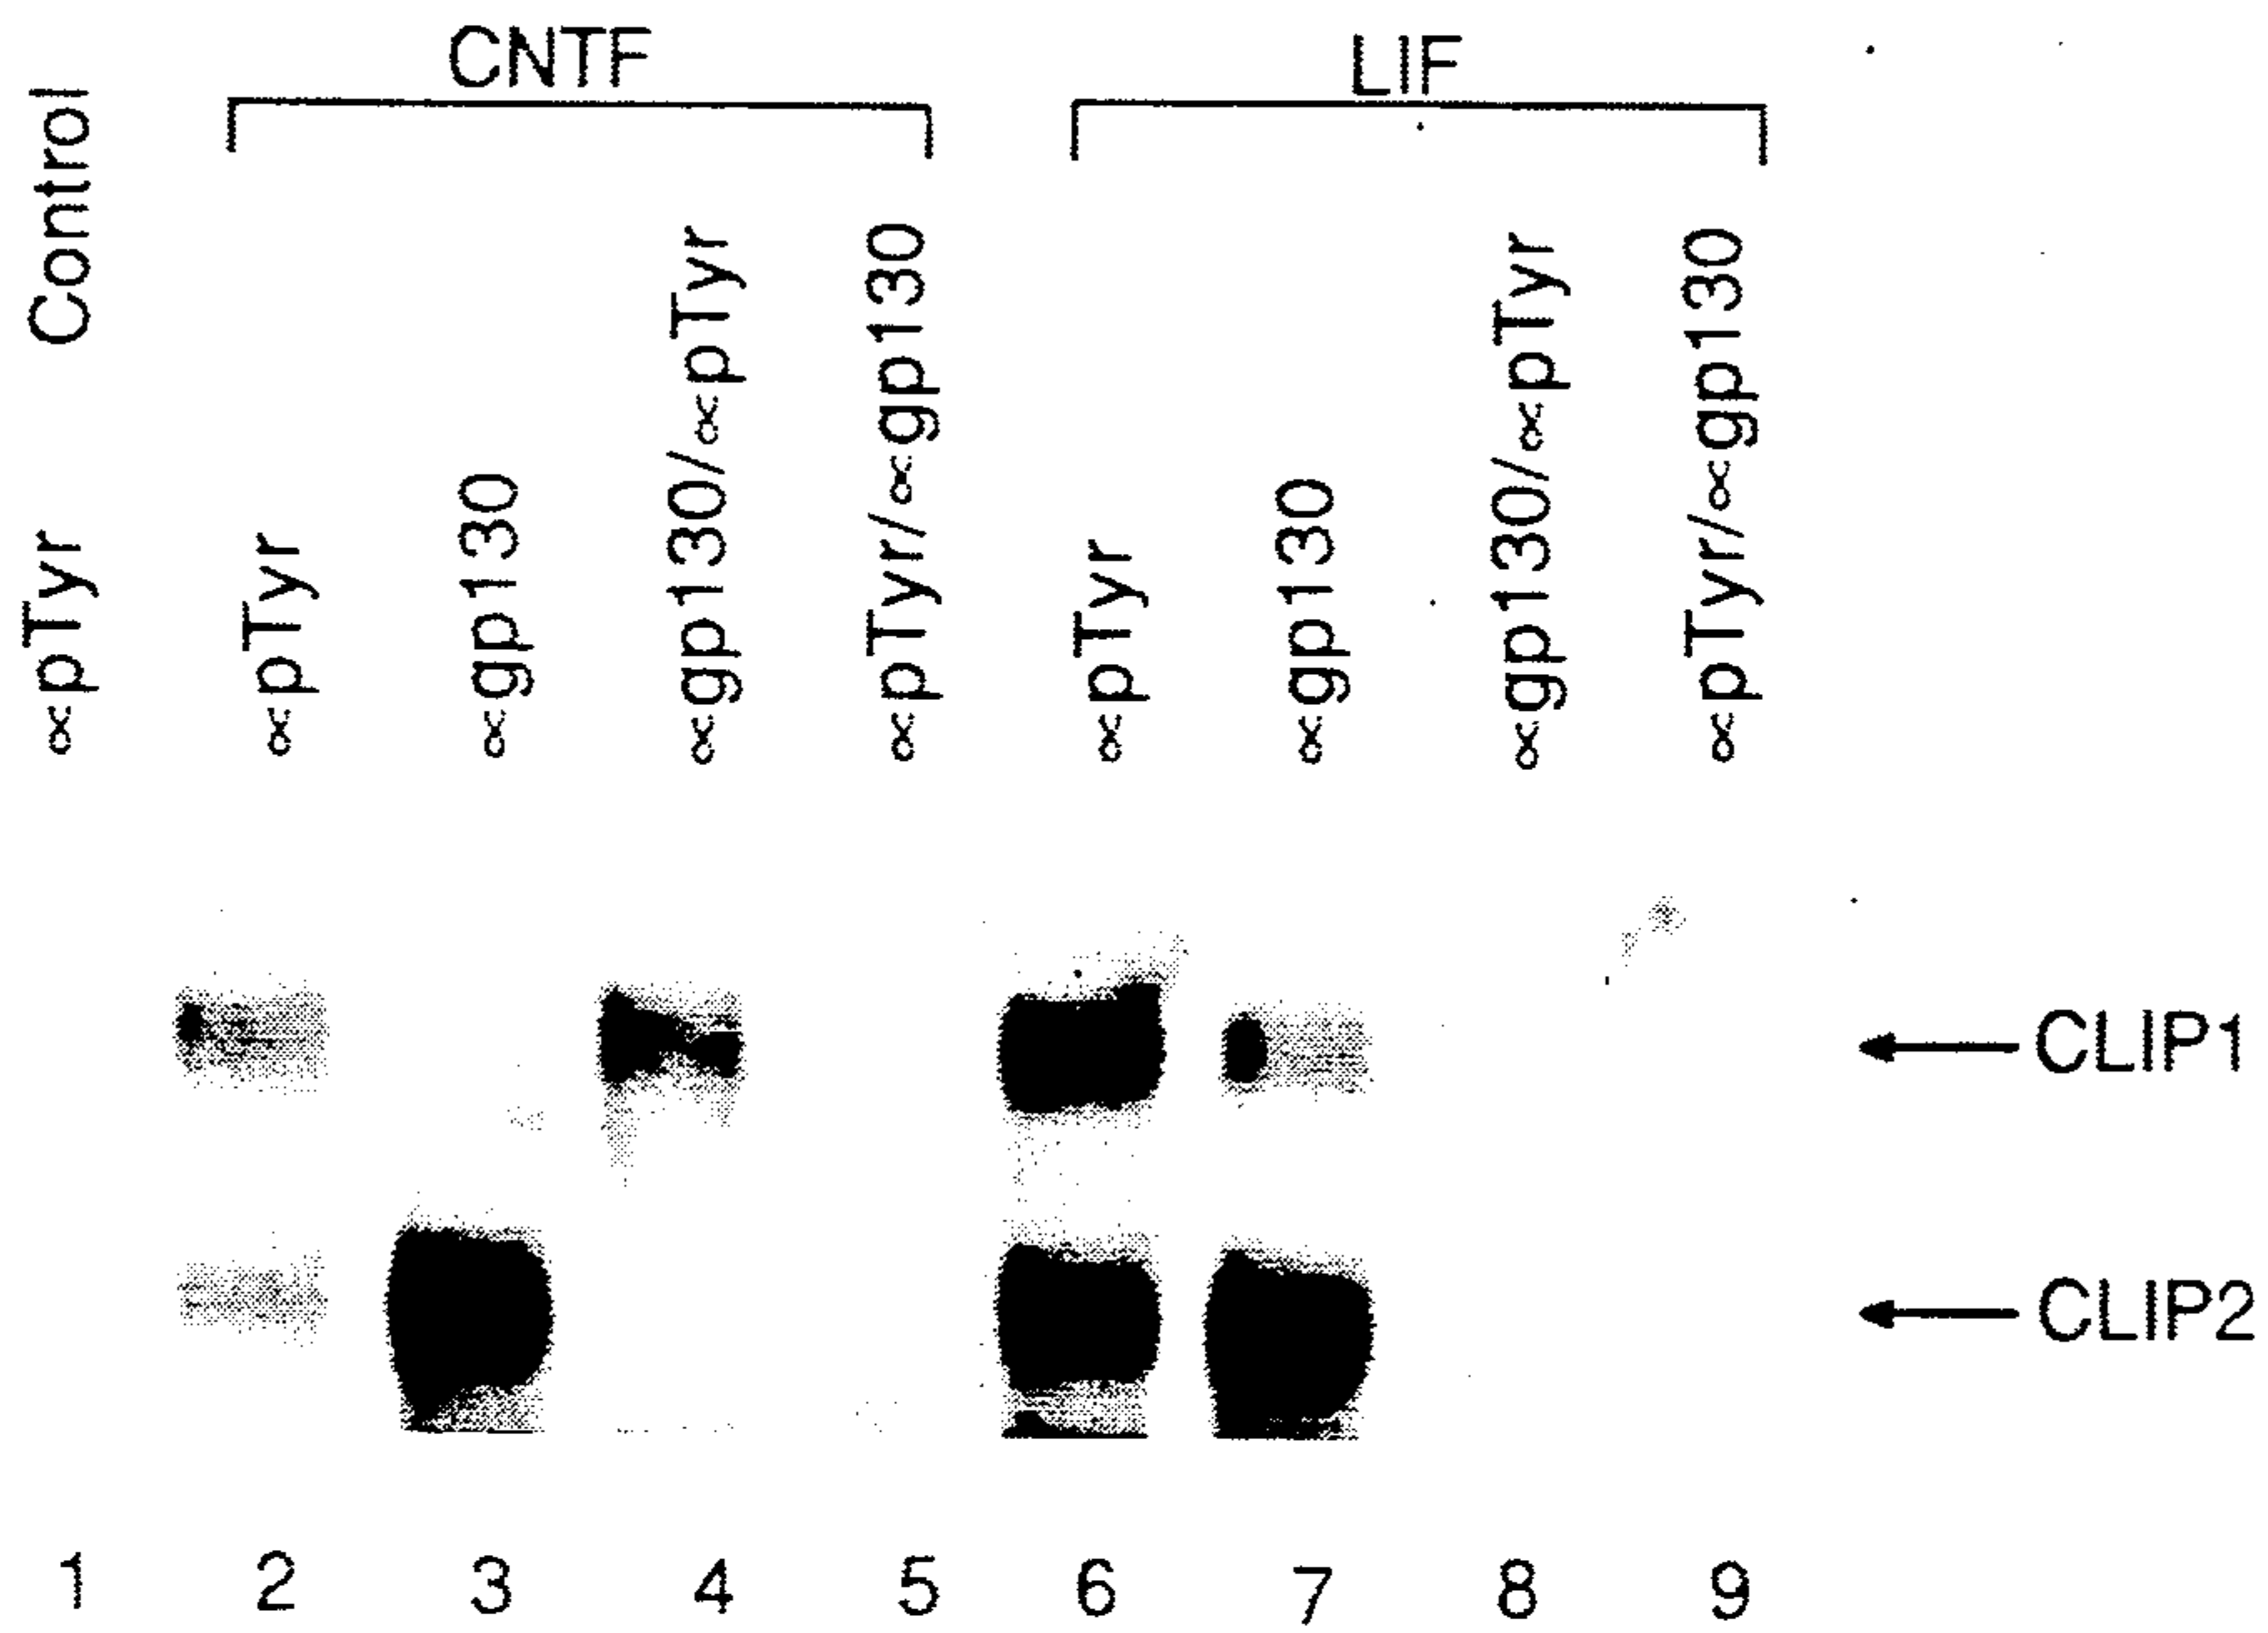 CNTF
LIF
Control
∝pTyr
∝pTyr
∝gp130
∝gp130/∝pTyr
∝pTyr/∝gp130
∝pTyr
∝gp130
∝gp130/∝pTyr
∝pTyr/∝gp130
CLIP1
CLIP2
1 2 3 4 5 6 7 8 9